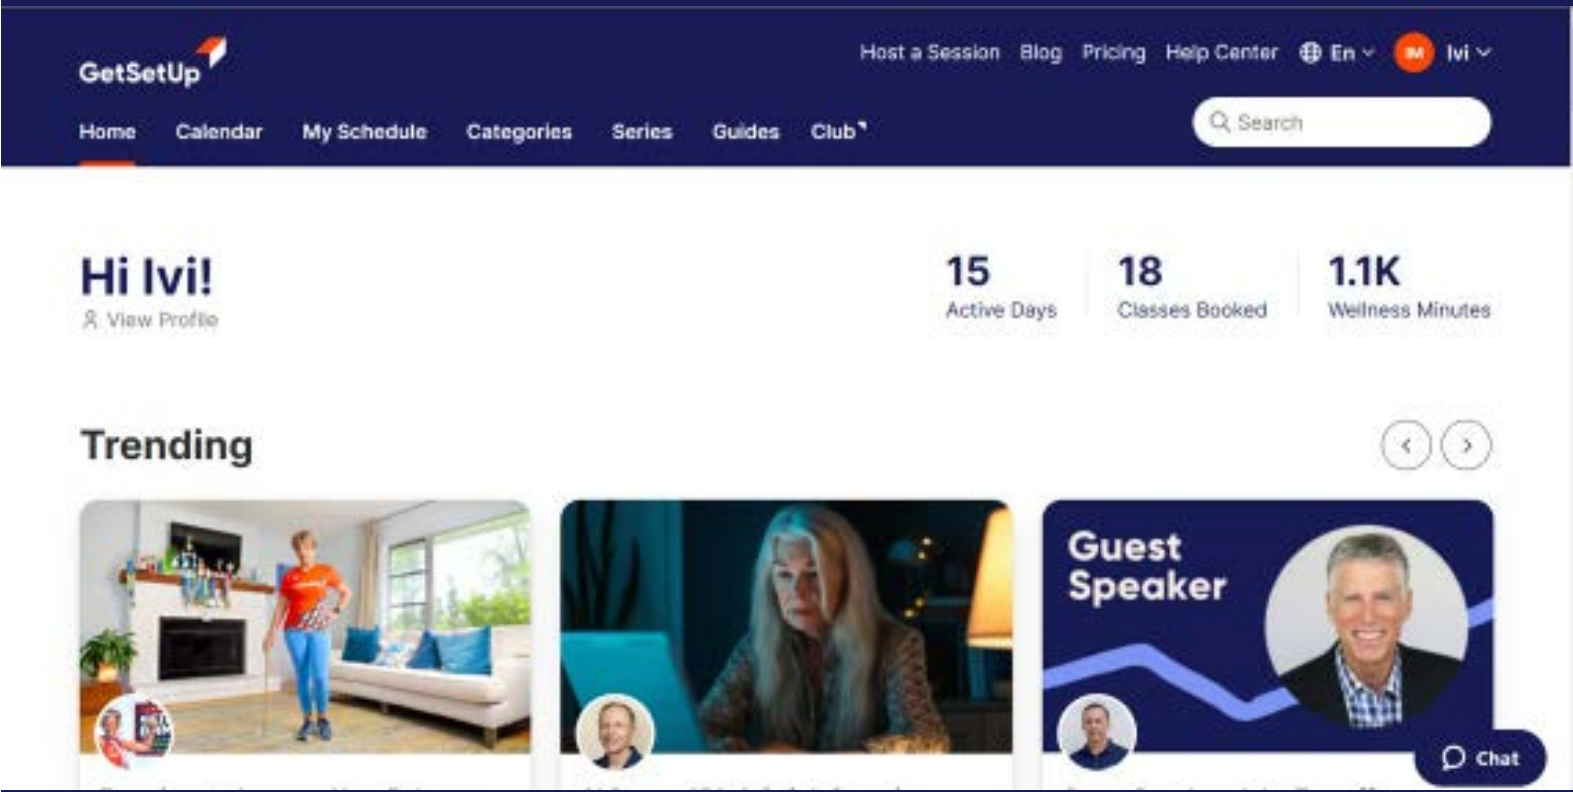 Host a Session Blog Pricing Help Center En IM Ivi
GetSetUp
Home Calendar My Schedule Categories Series Guides Club
Search
Hi Ivi!
View Profile
15
Active Days
18
Classes Booked
1.1K
Wellness Minutes
Trending
Guest
Speaker
Chat